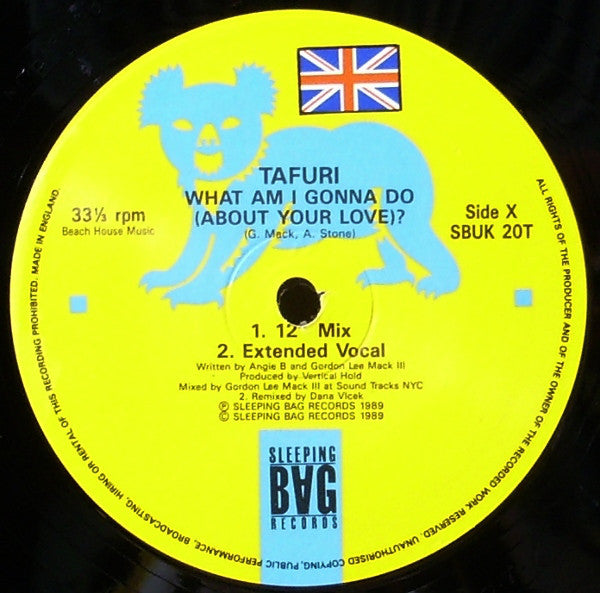 TAFURI
WHAT AM I GONNA DO
(ABOUT YOUR LOVE)?
(G. Mack, A. Stone)
33⅓ rpm
Beach House Music
Side X
SBUK 20T
1. 12" Mix
2. Extended Vocal
Written by Angie B and Gordon Lee Mack III
Produced by Vertical Hold
Mixed by Gordon Lee Mack III at Sound Tracks NYC
2. Remixed by Dana Vlcek
Ⓟ SLEEPING BAG RECORDS 1989
© SLEEPING BAG RECORDS 1989
SLEEPING
BAG
RECORDS
ALL RIGHTS OF THE PRODUCER AND OF THE OWNER OF THE RECORDED WORK RESERVED. UNAUTHORISED COPYING, PUBLIC PERFORMANCE, BROADCASTING, HIRING OR RENTAL OF THIS RECORDING PROHIBITED. MADE IN ENGLAND.